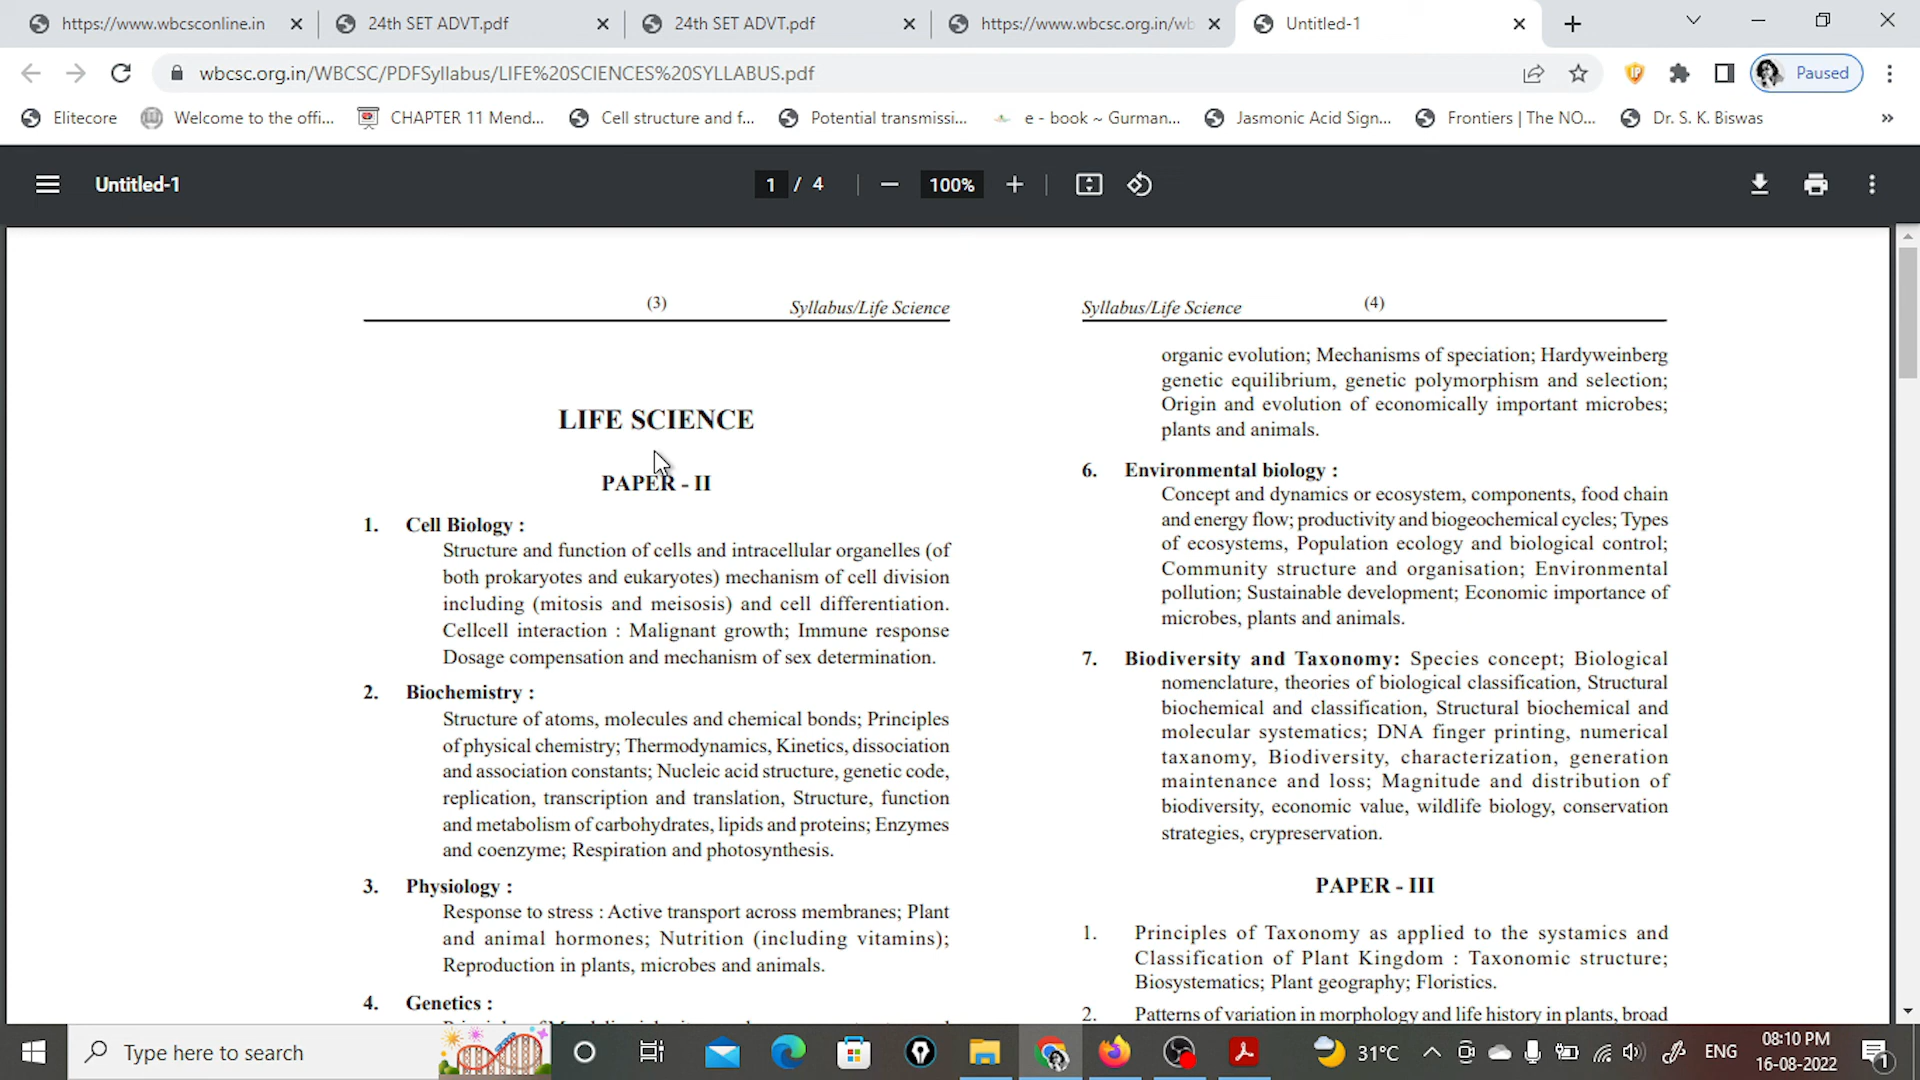 https://www.wbcsconline.in
24th SET ADVT.pdf
24th SET ADVT.pdf
https://www.wbcsc.org.in/wb
Untitled-1
wbcsc.org.in/WBCSC/PDFSyllabus/LIFE%20SCIENCES%20SYLLABUS.pdf
Paused
Elitecore
Welcome to the offi...
CHAPTER 11 Mend...
Cell structure and f...
Potential transmissi...
e - book ~ Gurman...
Jasmonic Acid Sign...
Frontiers | The NO...
Dr. S. K. Biswas
»
Untitled-1
1 / 4
100%
(3) Syllabus/Life Science
LIFE SCIENCE
PAPER - II
1. Cell Biology :
Structure and function of cells and intracellular organelles (of
both prokaryotes and eukaryotes) mechanism of cell division
including (mitosis and meisosis) and cell differentiation.
Cellcell interaction : Malignant growth; Immune response
Dosage compensation and mechanism of sex determination.
2. Biochemistry :
Structure of atoms, molecules and chemical bonds; Principles
of physical chemistry; Thermodynamics, Kinetics, dissociation
and association constants; Nucleic acid structure, genetic code,
replication, transcription and translation, Structure, function
and metabolism of carbohydrates, lipids and proteins; Enzymes
and coenzyme; Respiration and photosynthesis.
3. Physiology :
Response to stress : Active transport across membranes; Plant
and animal hormones; Nutrition (including vitamins);
Reproduction in plants, microbes and animals.
4. Genetics :
Syllabus/Life Science (4)
organic evolution; Mechanisms of speciation; Hardyweinberg
genetic equilibrium, genetic polymorphism and selection;
Origin and evolution of economically important microbes;
plants and animals.
6. Environmental biology :
Concept and dynamics or ecosystem, components, food chain
and energy flow; productivity and biogeochemical cycles; Types
of ecosystems, Population ecology and biological control;
Community structure and organisation; Environmental
pollution; Sustainable development; Economic importance of
microbes, plants and animals.
7. Biodiversity and Taxonomy: Species concept; Biological
nomenclature, theories of biological classification, Structural
biochemical and classification, Structural biochemical and
molecular systematics; DNA finger printing, numerical
taxanomy, Biodiversity, characterization, generation
maintenance and loss; Magnitude and distribution of
biodiversity, economic value, wildlife biology, conservation
strategies, crypreservation.
PAPER - III
1. Principles of Taxonomy as applied to the systamics and
Classification of Plant Kingdom : Taxonomic structure;
Biosystematics; Plant geography; Floristics.
2. Patterns of variation in morphology and life history in plants, broad
Type here to search
31°C
ENG
08:10 PM
16-08-2022
1